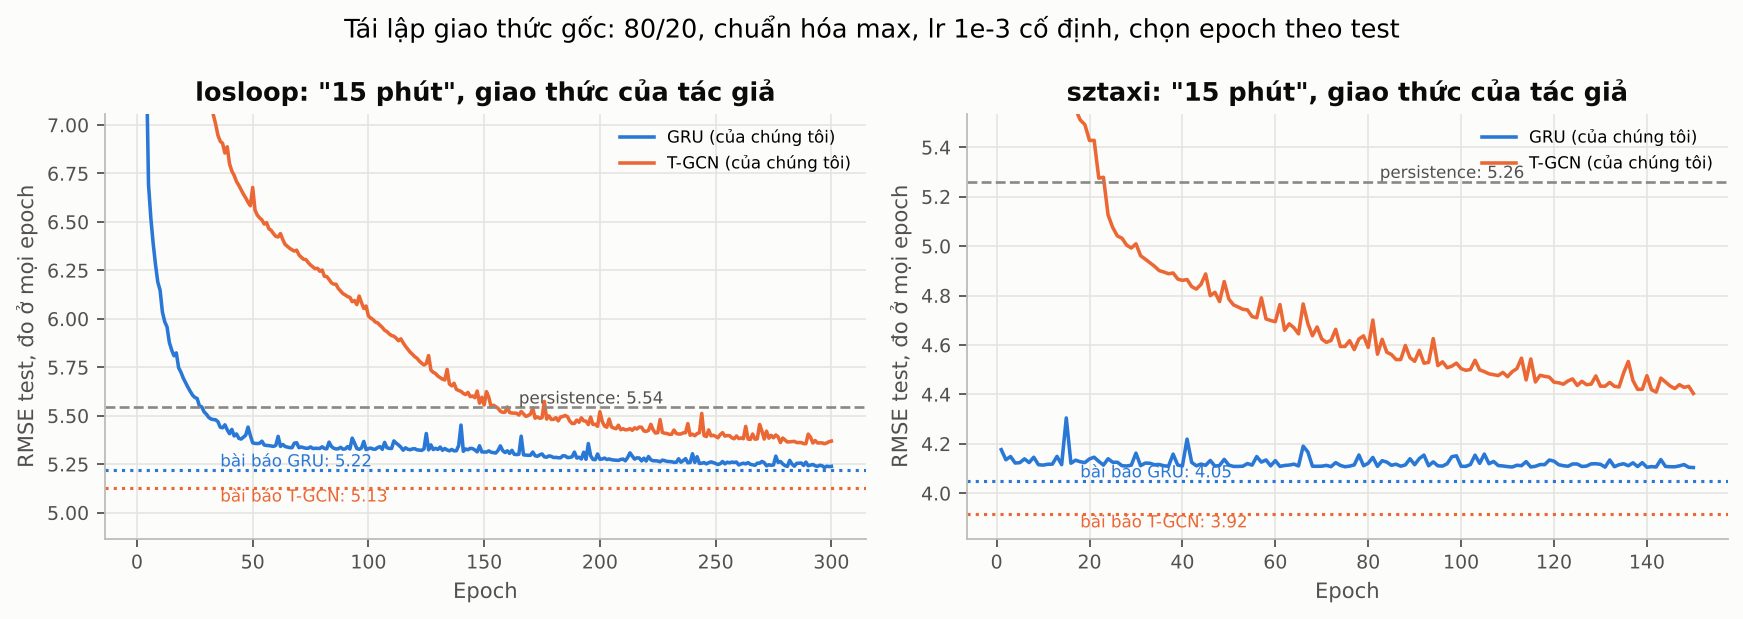 Tái lập giao thức gốc: 80/20, chuẩn hóa max, lr 1e-3 cố định, chọn epoch theo test
losloop: "15 phút", giao thức của tác giả
RMSE test, đo ở mọi epoch
7.00
6.75
6.50
6.25
6.00
5.75
5.50
5.25
5.00
GRU (của chúng tôi)
T-GCN (của chúng tôi)
persistence: 5.54
bài báo GRU: 5.22
bài báo T-GCN: 5.13
0 50 100 150 200 250 300
Epoch
sztaxi: "15 phút", giao thức của tác giả
RMSE test, đo ở mọi epoch
5.4
5.2
5.0
4.8
4.6
4.4
4.2
4.0
GRU (của chúng tôi)
T-GCN (của chúng tôi)
persistence: 5.26
bài báo GRU: 4.05
bài báo T-GCN: 3.92
0 20 40 60 80 100 120 140
Epoch